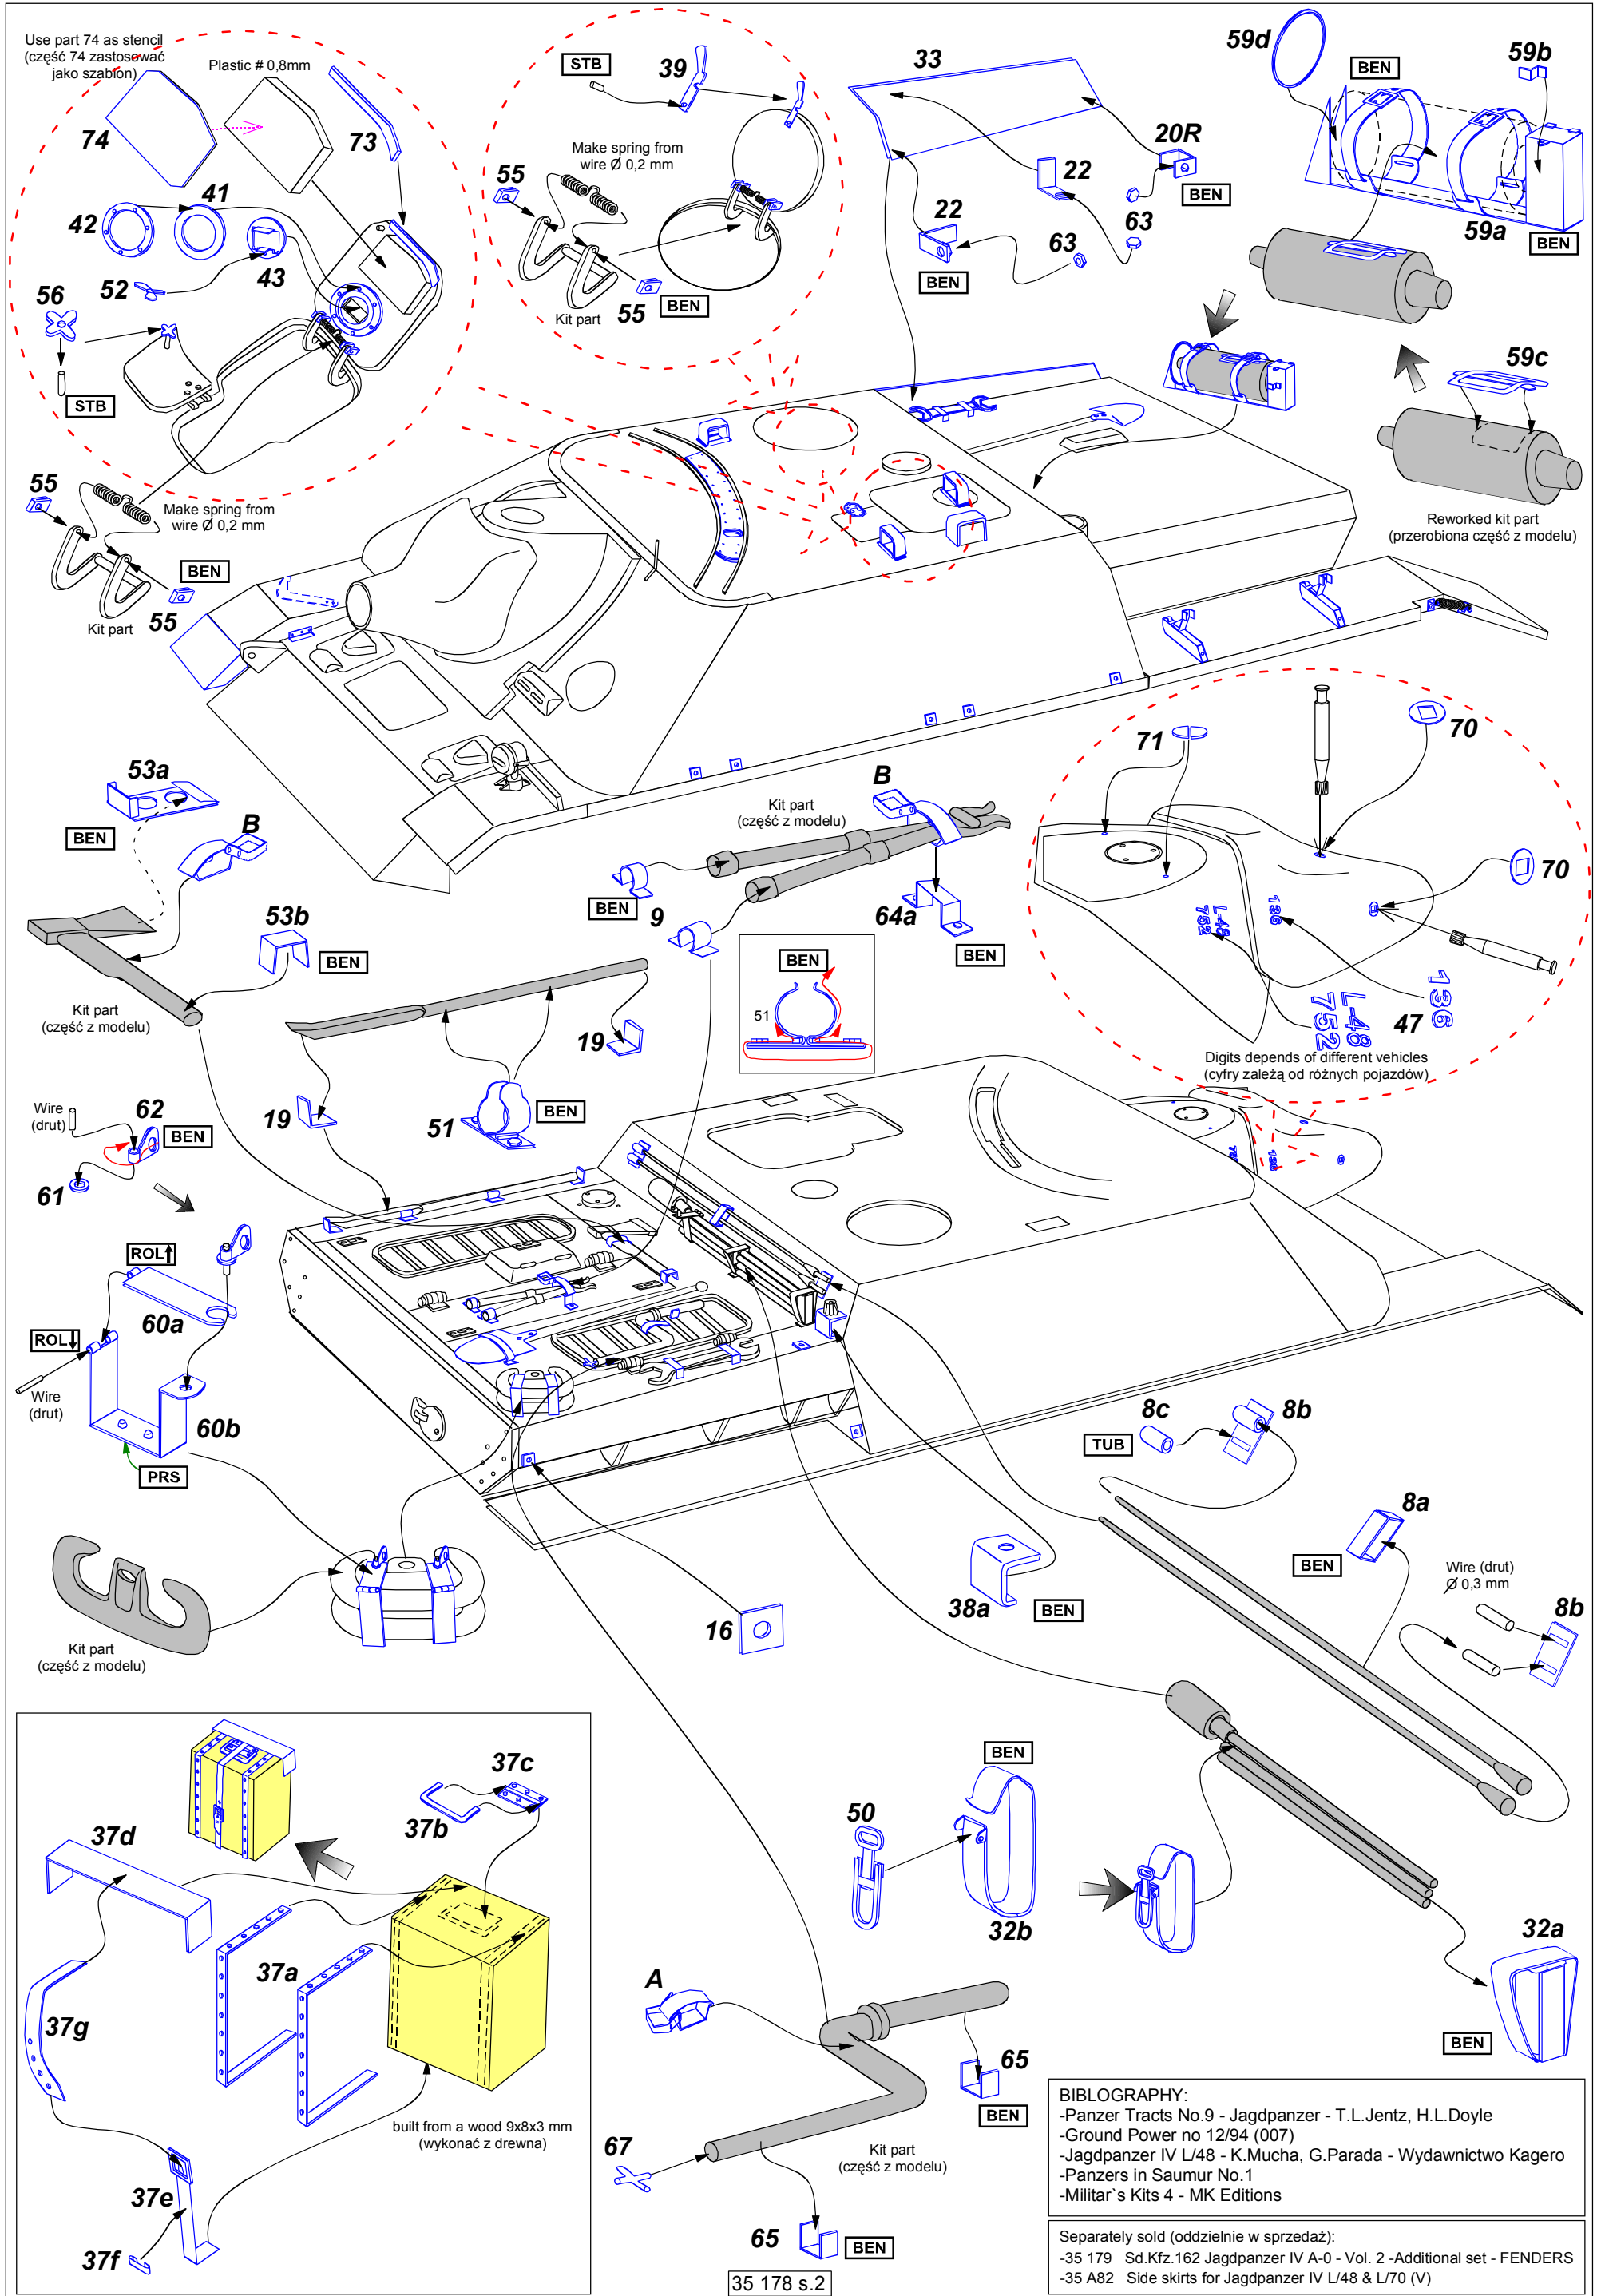 Use part 74 as stencil
(część 74 zastosować
jako szablon)
Plastic # 0,8mm
74
73
42
41
43
52
56
STB
55
Make spring from
wire Ø 0,2 mm
BEN
55
Kit part
STB
39
Make spring from
wire Ø 0,2 mm
55
55
BEN
Kit part
33
20R
BEN
22
22
BEN
63
63
59d
BEN
59b
59a
BEN
59c
Reworked kit part
(przerobiona część z modelu)
53a
BEN
B
53b
BEN
Kit part
(część z modelu)
Kit part
(część z modelu)
B
BEN
9
64a
BEN
BEN
51
19
19
51
BEN
71
70
70
136
L-48
752
136
L-48
752
47
Digits depends of different vehicles
(cyfry zależą od różnych pojazdów)
Wire
(drut)
62
BEN
61
ROL
60a
ROL
Wire
(drut)
60b
PRS
Kit part
(część z modelu)
16
38a
BEN
8c
TUB
8b
8a
BEN
Wire (drut)
Ø 0,3 mm
8b
37c
37b
37d
37a
37g
37e
37f
built from a wood 9x8x3 mm
(wykonać z drewna)
50
BEN
32b
32a
BEN
A
65
BEN
67
Kit part
(część z modelu)
65
BEN
BIBLOGRAPHY:
-Panzer Tracts No.9 - Jagdpanzer - T.L.Jentz, H.L.Doyle
-Ground Power no 12/94 (007)
-Jagdpanzer IV L/48 - K.Mucha, G.Parada - Wydawnictwo Kagero
-Panzers in Saumur No.1
-Militar`s Kits 4 - MK Editions
Separately sold (oddzielnie w sprzedaż):
-35 179 Sd.Kfz.162 Jagdpanzer IV A-0 - Vol. 2 -Additional set - FENDERS
-35 A82 Side skirts for Jagdpanzer IV L/48 & L/70 (V)
35 178 s.2